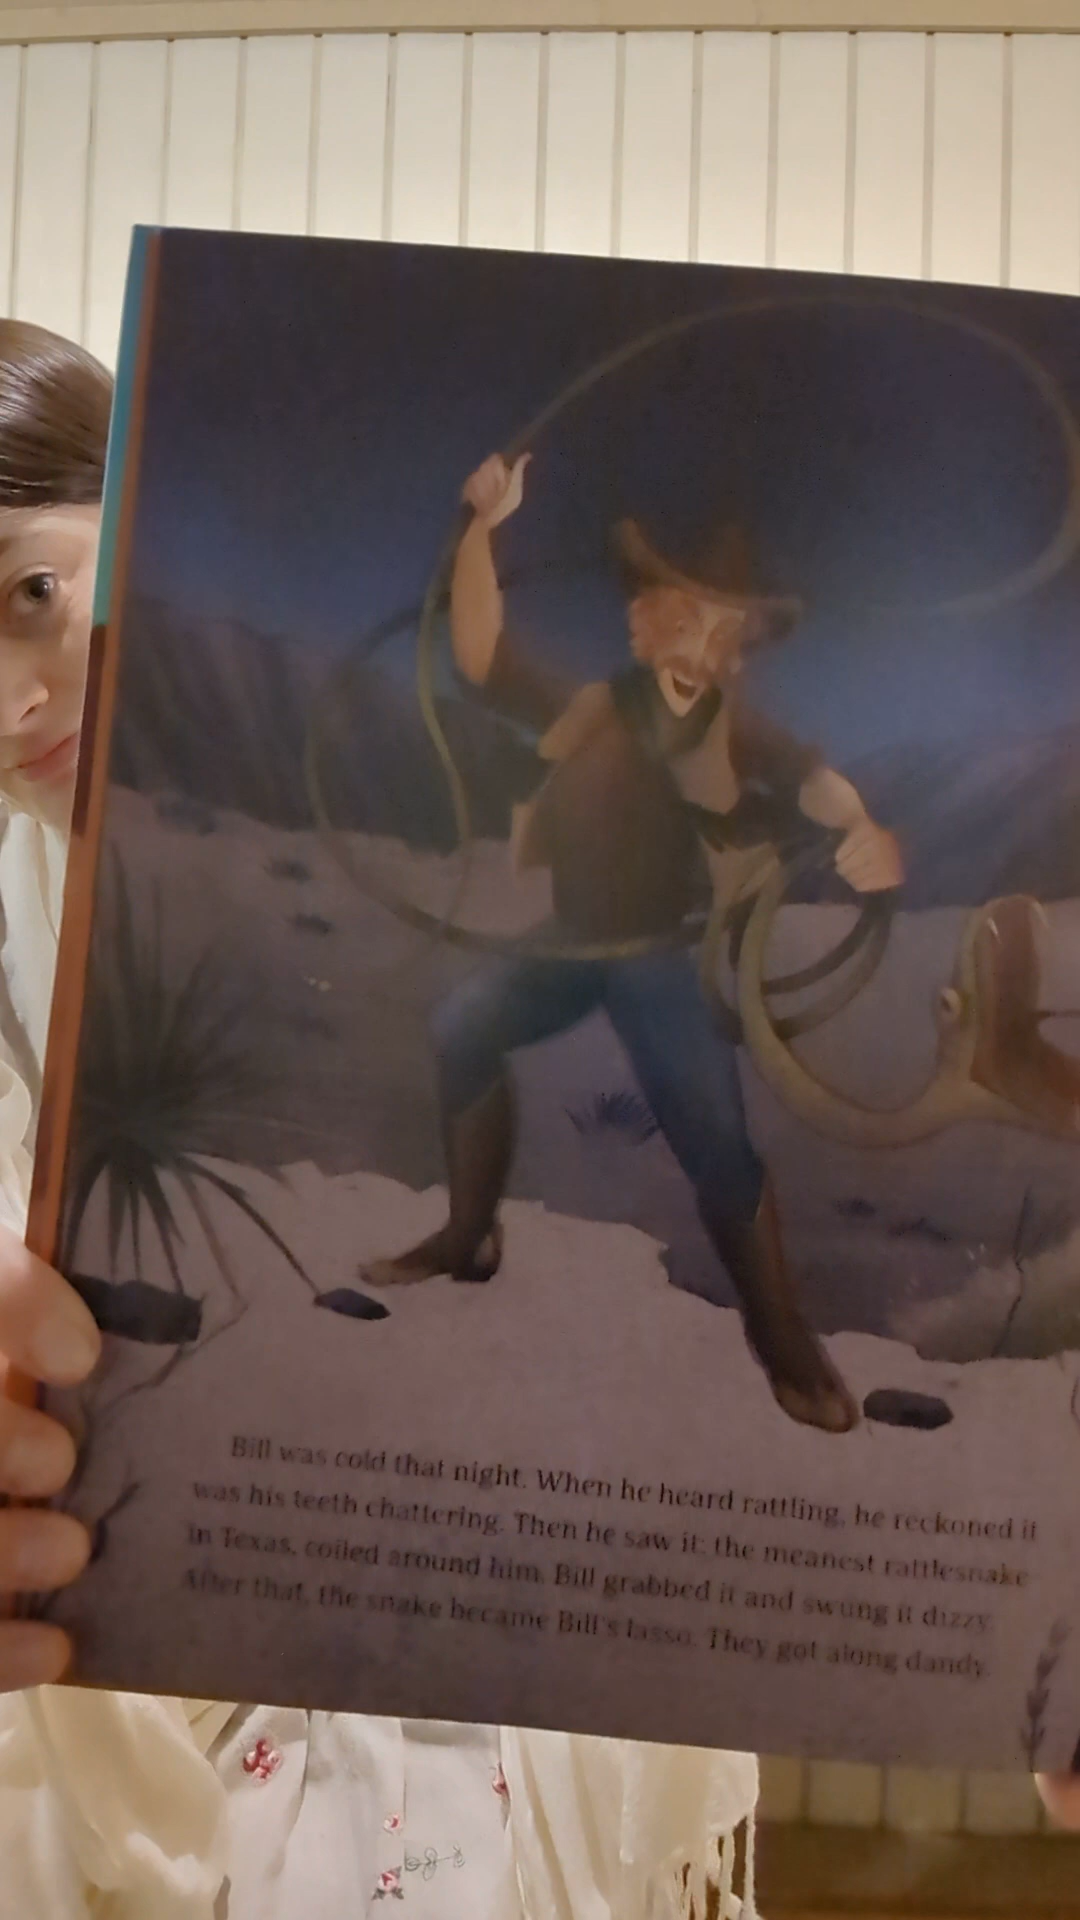 Bill was cold that night. When he heard rattling, he reckoned it
was his teeth chattering. Then he saw it: the meanest rattlesnake
in Texas, coiled around him. Bill grabbed it and swung it dizzy.
After that, the snake became Bill's lasso. They got along dandy.